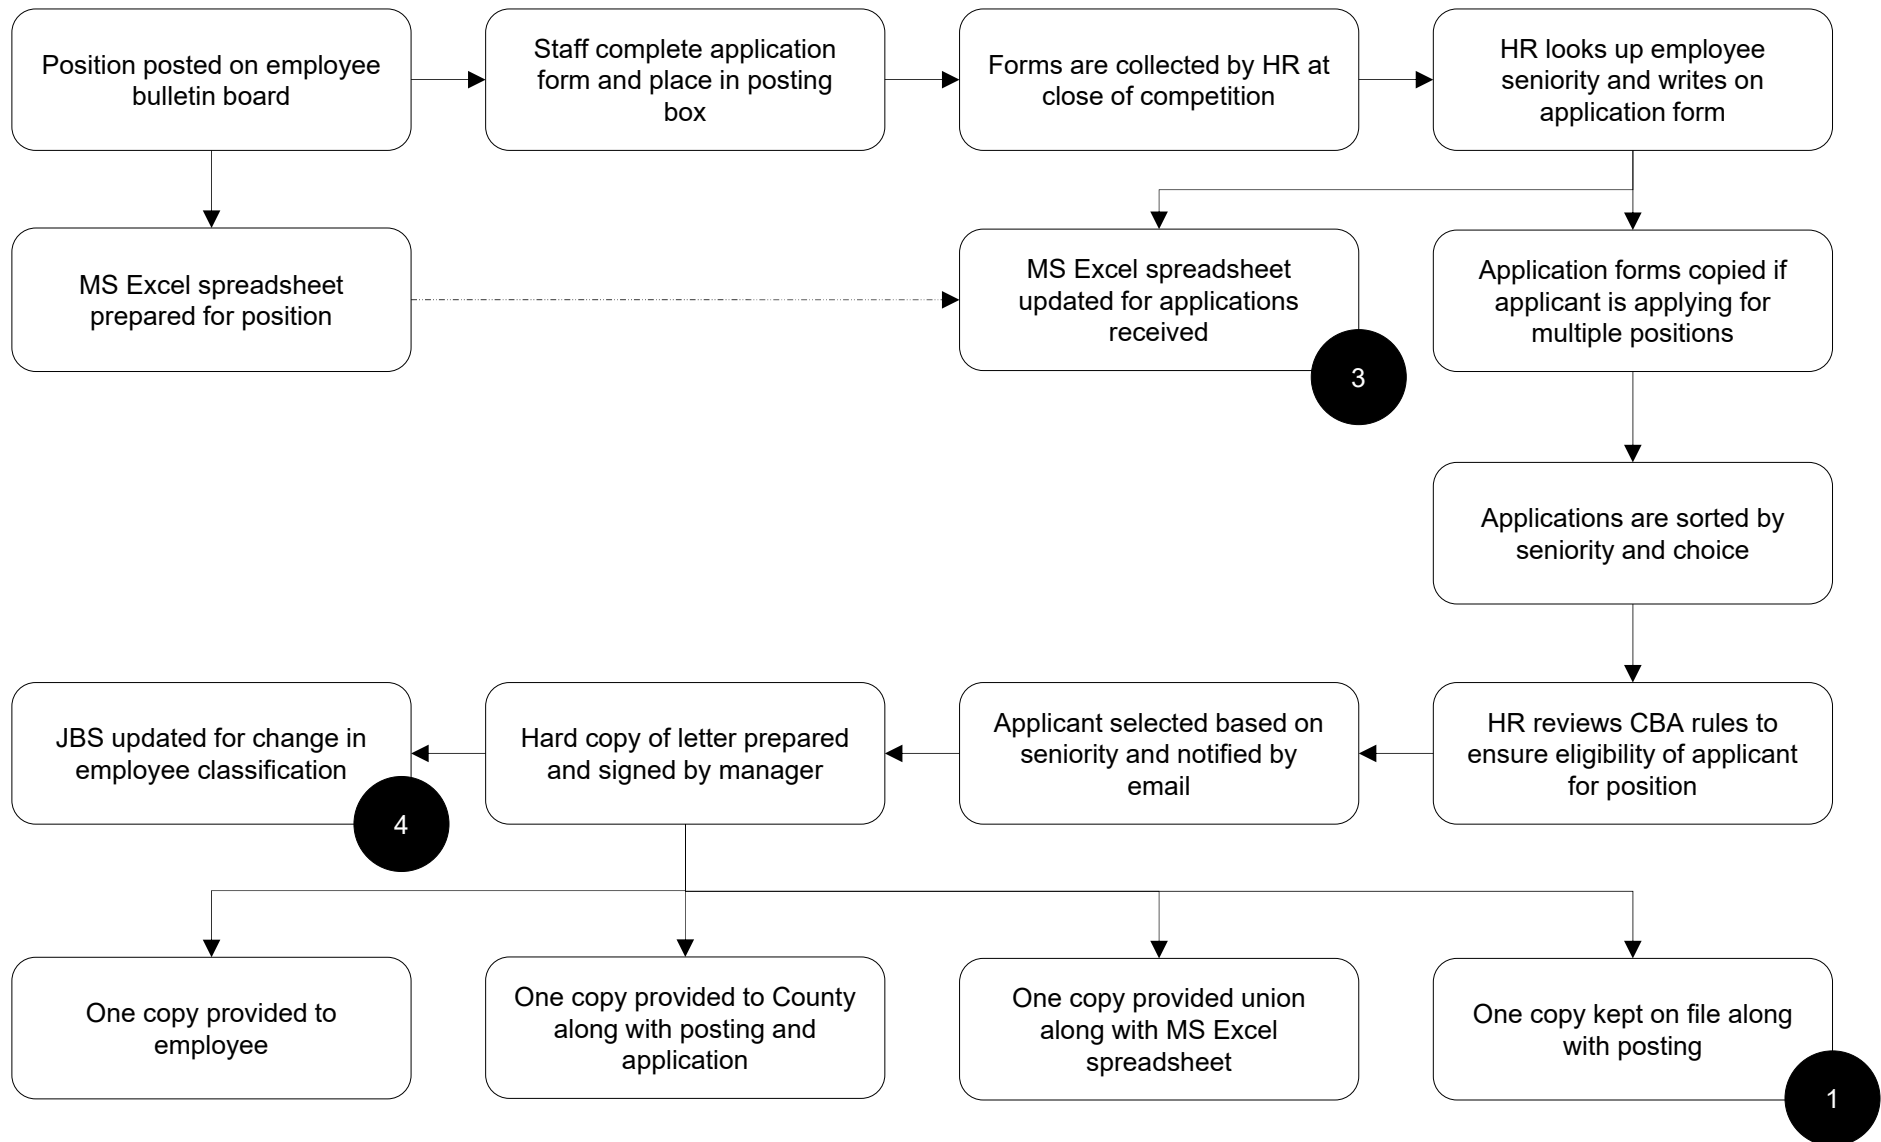 Position posted on employee
bulletin board
Staff complete application
form and place in posting
box
Forms are collected by HR at
close of competition
HR looks up employee
seniority and writes on
application form
MS Excel spreadsheet
prepared for position
MS Excel spreadsheet
updated for applications
received
3
Application forms copied if
applicant is applying for
multiple positions
Applications are sorted by
seniority and choice
JBS updated for change in
employee classification
4
Hard copy of letter prepared
and signed by manager
Applicant selected based on
seniority and notified by
email
HR reviews CBA rules to
ensure eligibility of applicant
for position
One copy provided to
employee
One copy provided to County
along with posting and
application
One copy provided union
along with MS Excel
spreadsheet
One copy kept on file along
with posting
1